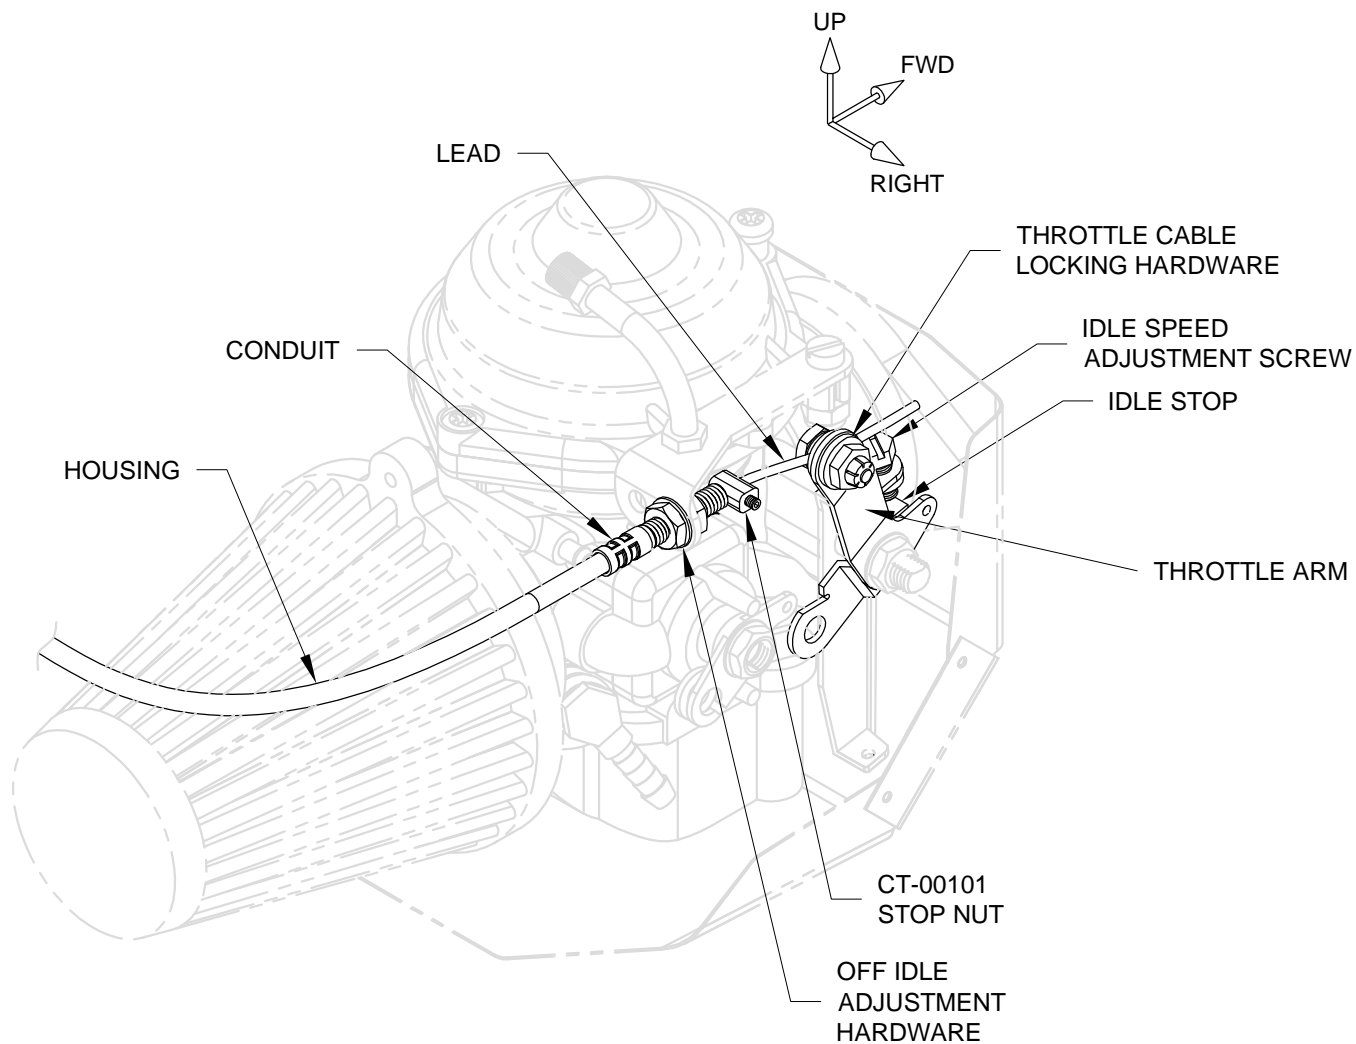 UP
FWD
RIGHT
LEAD
THROTTLE CABLE
LOCKING HARDWARE
IDLE SPEED
ADJUSTMENT SCREW
CONDUIT
IDLE STOP
HOUSING
THROTTLE ARM
CT-00101
STOP NUT
OFF IDLE
ADJUSTMENT
HARDWARE